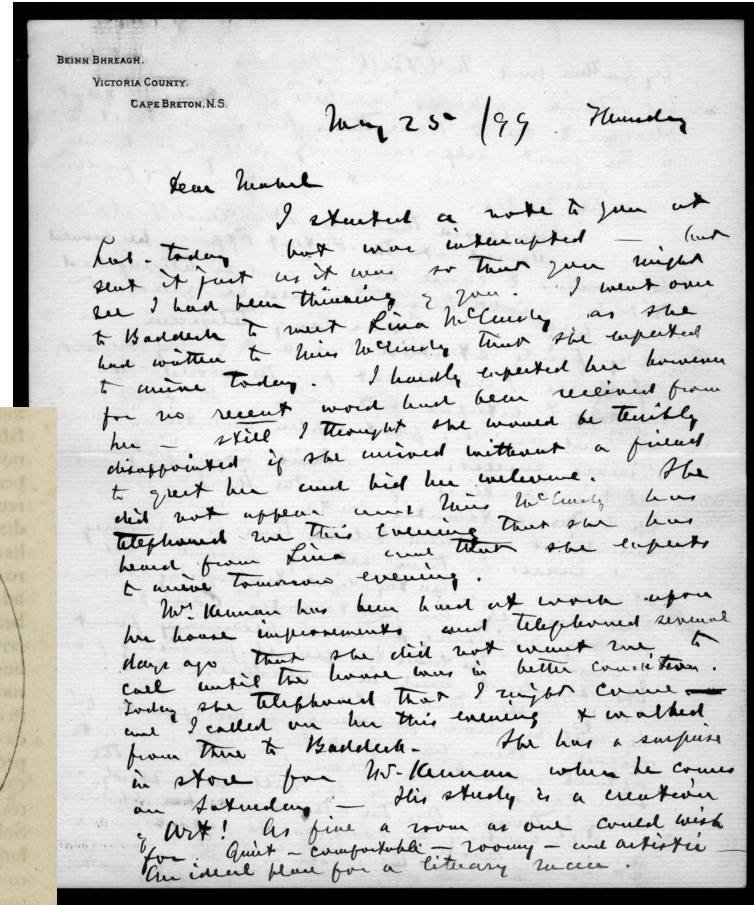 BEINN BHREAGH,
VICTORIA COUNTY,
CAPE BRETON, N.S.
May 25 /99 Thursday
Dear Mabel
I started a note to you at
but was interrupted — but
sent it just as it was so that you might
see I had been thinking of you. I went over
to Baddeck to meet Lina McCurdy as she
had written to Miss McCurdy that she expected
to arrive today. I hardly expected her however
for no recent word had been received from
her — still I thought she would be terribly
disappointed if she arrived without a friend
to greet her and bid her welcome. She
did not appear and Miss McCurdy has
telephoned me this evening that she has
heard from Lina and that she expects
to arrive tomorrow evening.
Mrs Kennan has been hard at work upon
her house improvements and telephoned several
days ago that she did not want me to
call until the house was in better condition.
Today she telephoned that I might come —
and I called on her this evening & walked
from there to Baddeck. She has a surprise
in store for Mr. Kennan when he comes
on Saturday — His study is a creation
of Art! As fine a room as one could wish
for. Quiet — comfortable — roomy — and artistic —
An ideal place for a literary man.